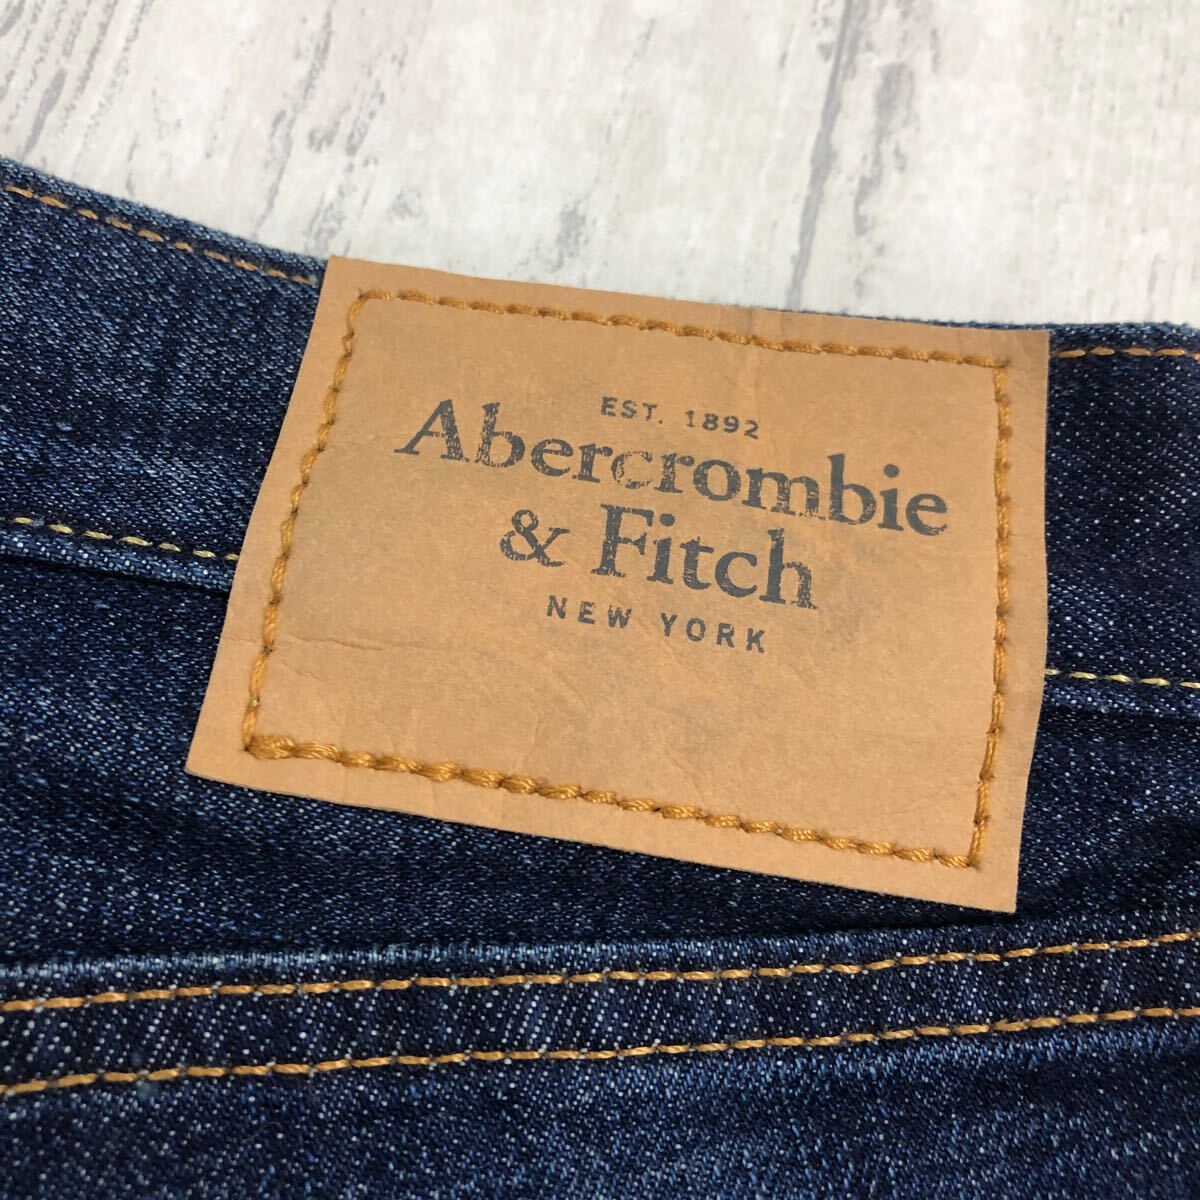 EST. 1892
Abercrombie
& Fitch
NEW YORK